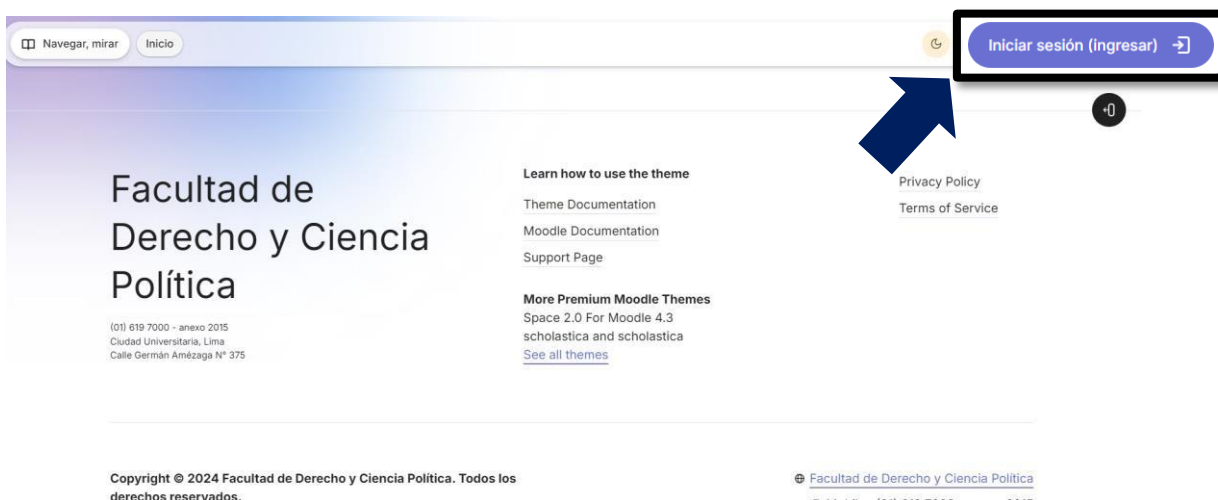 Navegar, mirar
Inicio
Iniciar sesión (ingresar)
Facultad de
Derecho y Ciencia
Política
(01) 619 7000 - anexo 2015
Ciudad Universitaria, Lima
Calle Germán Amézaga N° 375
Learn how to use the theme
Theme Documentation
Moodle Documentation
Support Page
More Premium Moodle Themes
Space 2.0 For Moodle 4.3
scholastica and scholastica
See all themes
Privacy Policy
Terms of Service
Copyright © 2024 Facultad de Derecho y Ciencia Política. Todos los
derechos reservados.
Facultad de Derecho y Ciencia Política